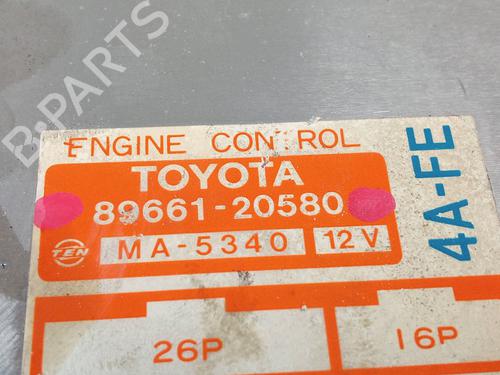 B-PARTS
ENGINE CONTROL
TOYOTA
89661-20580
TEN
MA-5340
12V
4A-FE
26P
16P